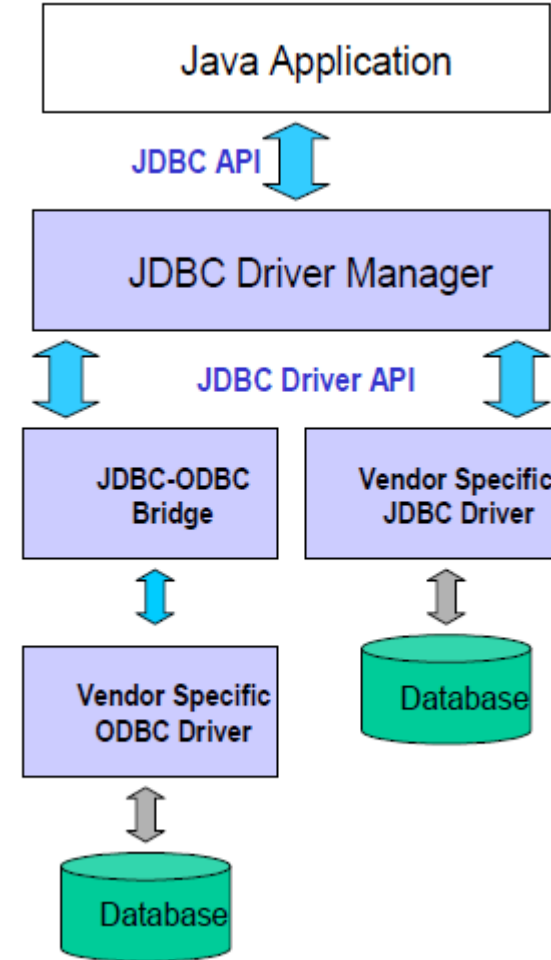 Java Application
JDBC API
JDBC Driver Manager
JDBC Driver API
JDBC-ODBC
Bridge
Vendor Specific
JDBC Driver
Vendor Specific
ODBC Driver
Database
Database